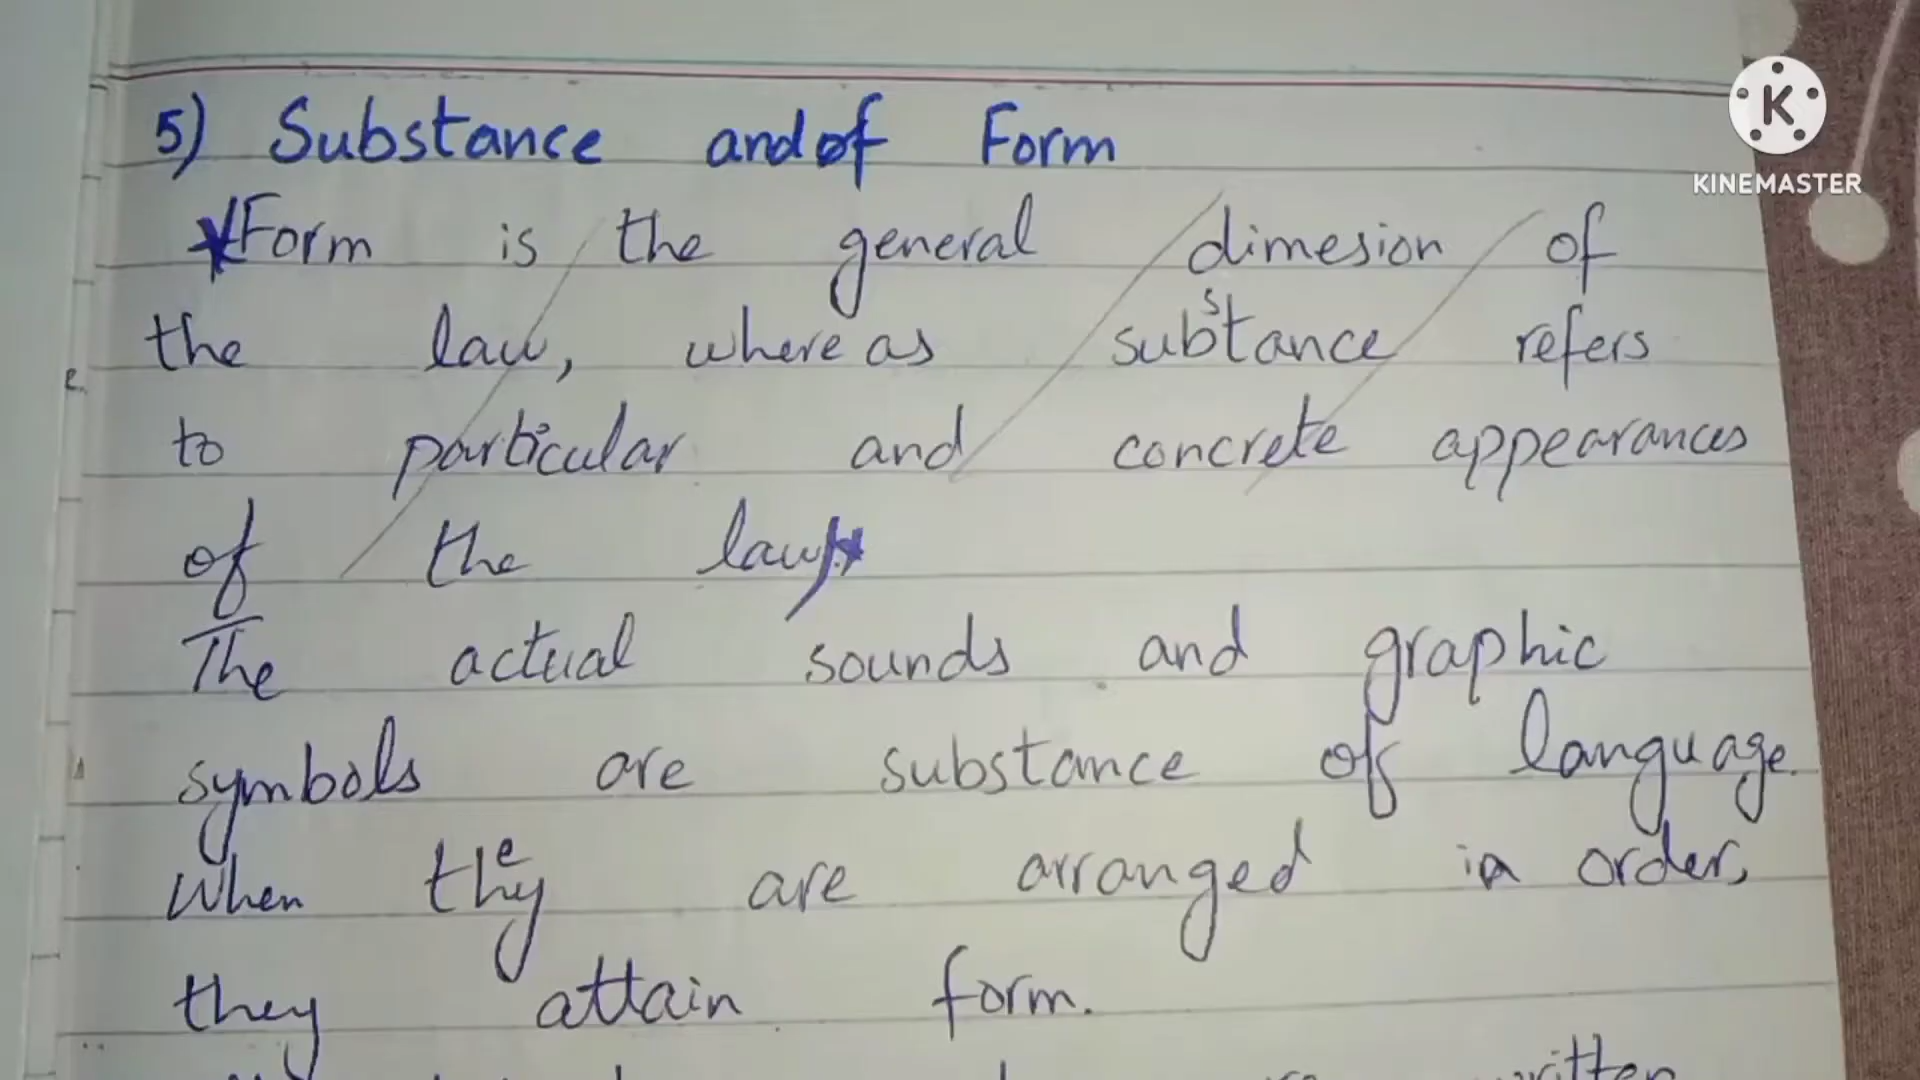 5) Substance and of Form
KINEMASTER
*Form is the general dimesion of
the law, where as substance refers
to particular and concrete appearances
of the law*
The actual sounds and graphic
symbols are substance of language.
When they are arranged in order,
they attain form.
written